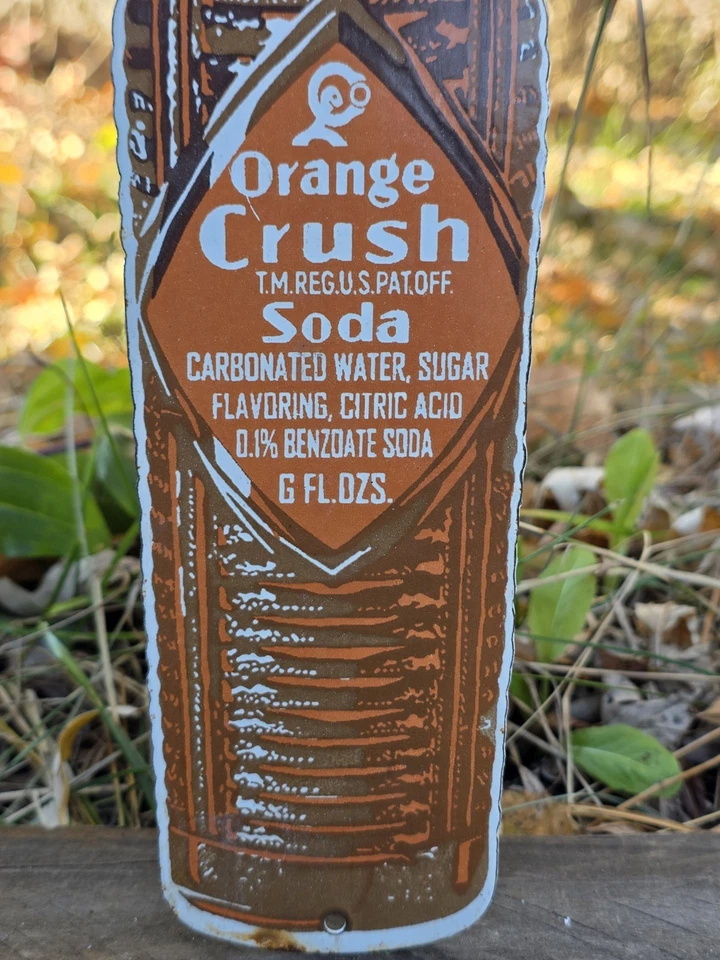 Orange
Crush
T.M.REG.U.S.PAT.OFF.
Soda
CARBONATED WATER, SUGAR
FLAVORING, CITRIC ACID
0.1% BENZOATE SODA
6 FL.OZS.